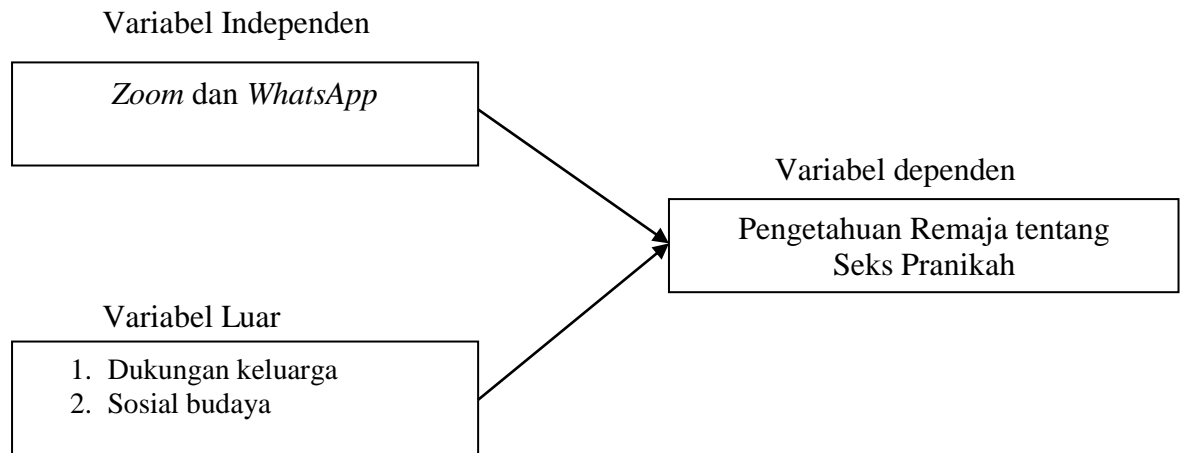 Variabel Independen
Zoom dan WhatsApp
Variabel dependen
Pengetahuan Remaja tentang
Seks Pranikah
Variabel Luar
1. Dukungan keluarga
2. Sosial budaya